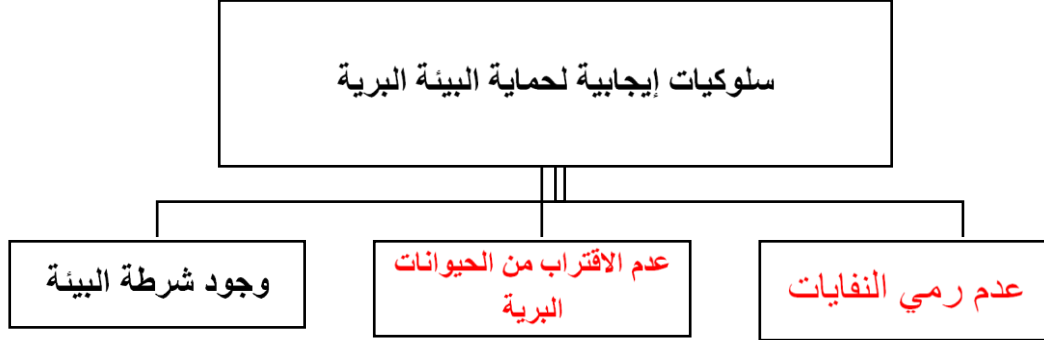 سلوكيات إيجابية لحماية البيئة البرية
عدم رمي النفايات
عدم الاقتراب من الحيوانات
البرية
وجود شرطة البيئة